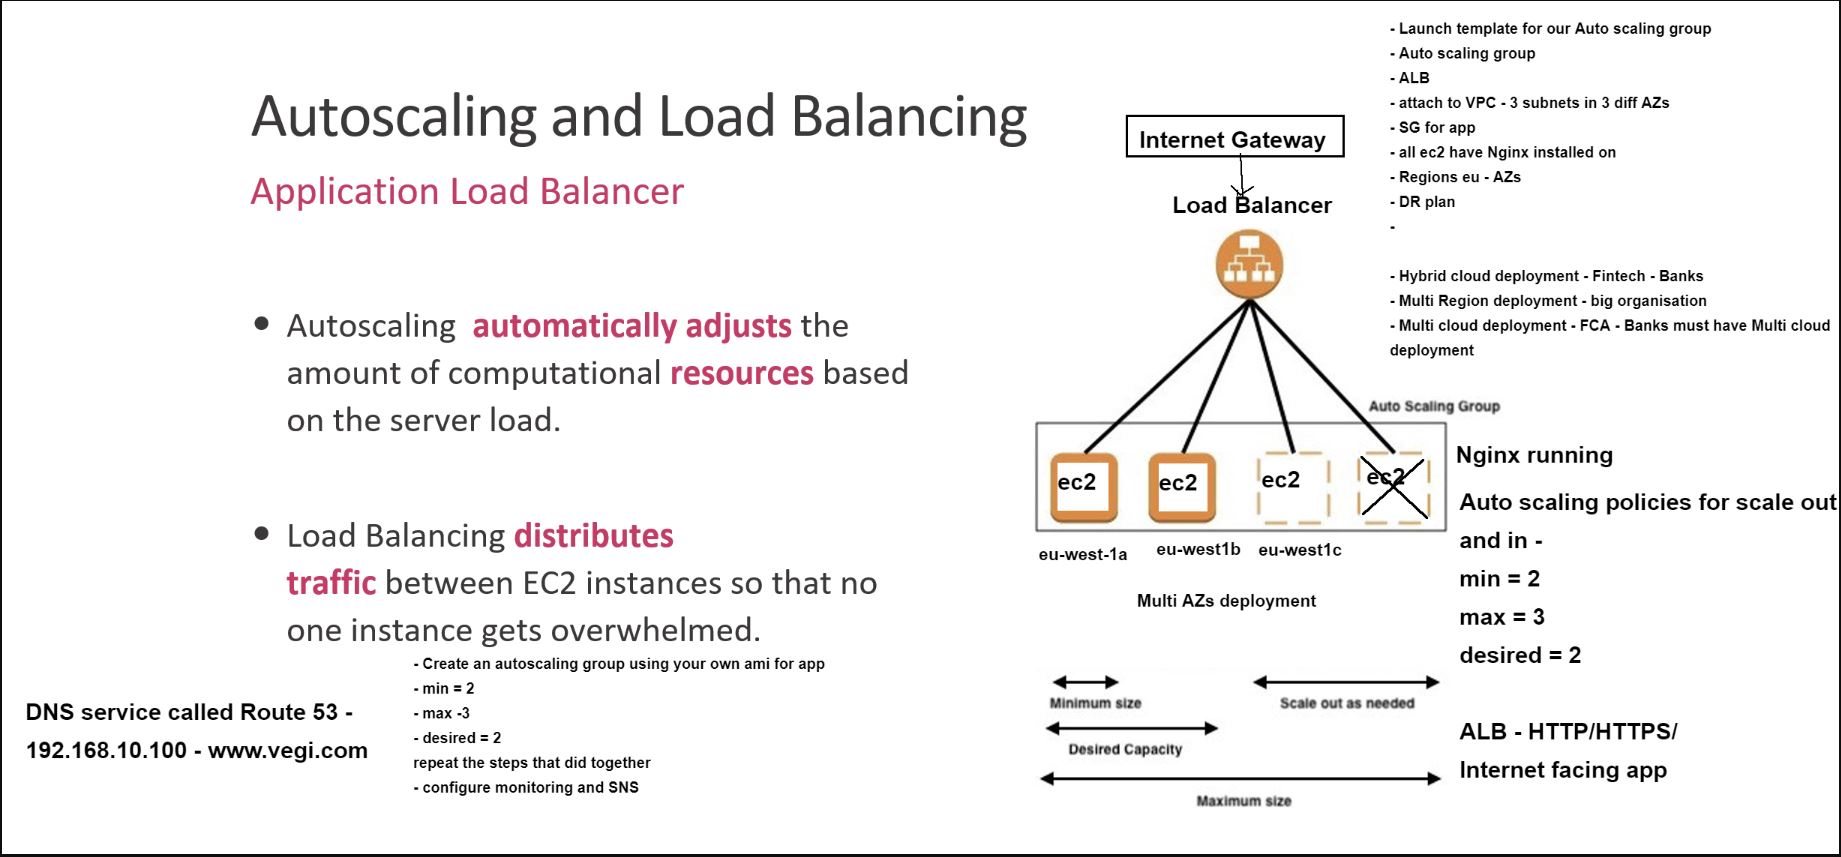 Autoscaling and Load Balancing
Application Load Balancer
• Autoscaling automatically adjusts the
amount of computational resources based
on the server load.
• Load Balancing distributes
traffic between EC2 instances so that no
one instance gets overwhelmed.
- Create an autoscaling group using your own ami for app
- min = 2
- max -3
- desired = 2
repeat the steps that did together
- configure monitoring and SNS
DNS service called Route 53 -
192.168.10.100 - www.vegi.com
Internet Gateway
Load Balancer
- Launch template for our Auto scaling group
- Auto scaling group
- ALB
- attach to VPC - 3 subnets in 3 diff AZs
- SG for app
- all ec2 have Nginx installed on
- Regions eu - AZs
- DR plan
-
- Hybrid cloud deployment - Fintech - Banks
- Multi Region deployment - big organisation
- Multi cloud deployment - FCA - Banks must have Multi cloud
deployment
Auto Scaling Group
ec2 ec2 ec2 ec2
eu-west-1a eu-west1b eu-west1c
Multi AZs deployment
Nginx running
Auto scaling policies for scale out
and in -
min = 2
max = 3
desired = 2
Minimum size
Scale out as needed
Desired Capacity
Maximum size
ALB - HTTP/HTTPS/
Internet facing app